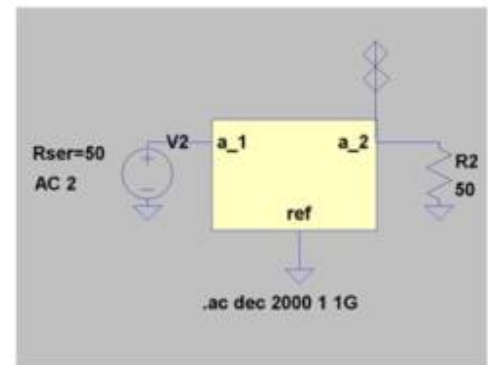 V2
a_1
a_2
Rser=50
AC 2
R2
50
ref
.ac dec 2000 1 1G